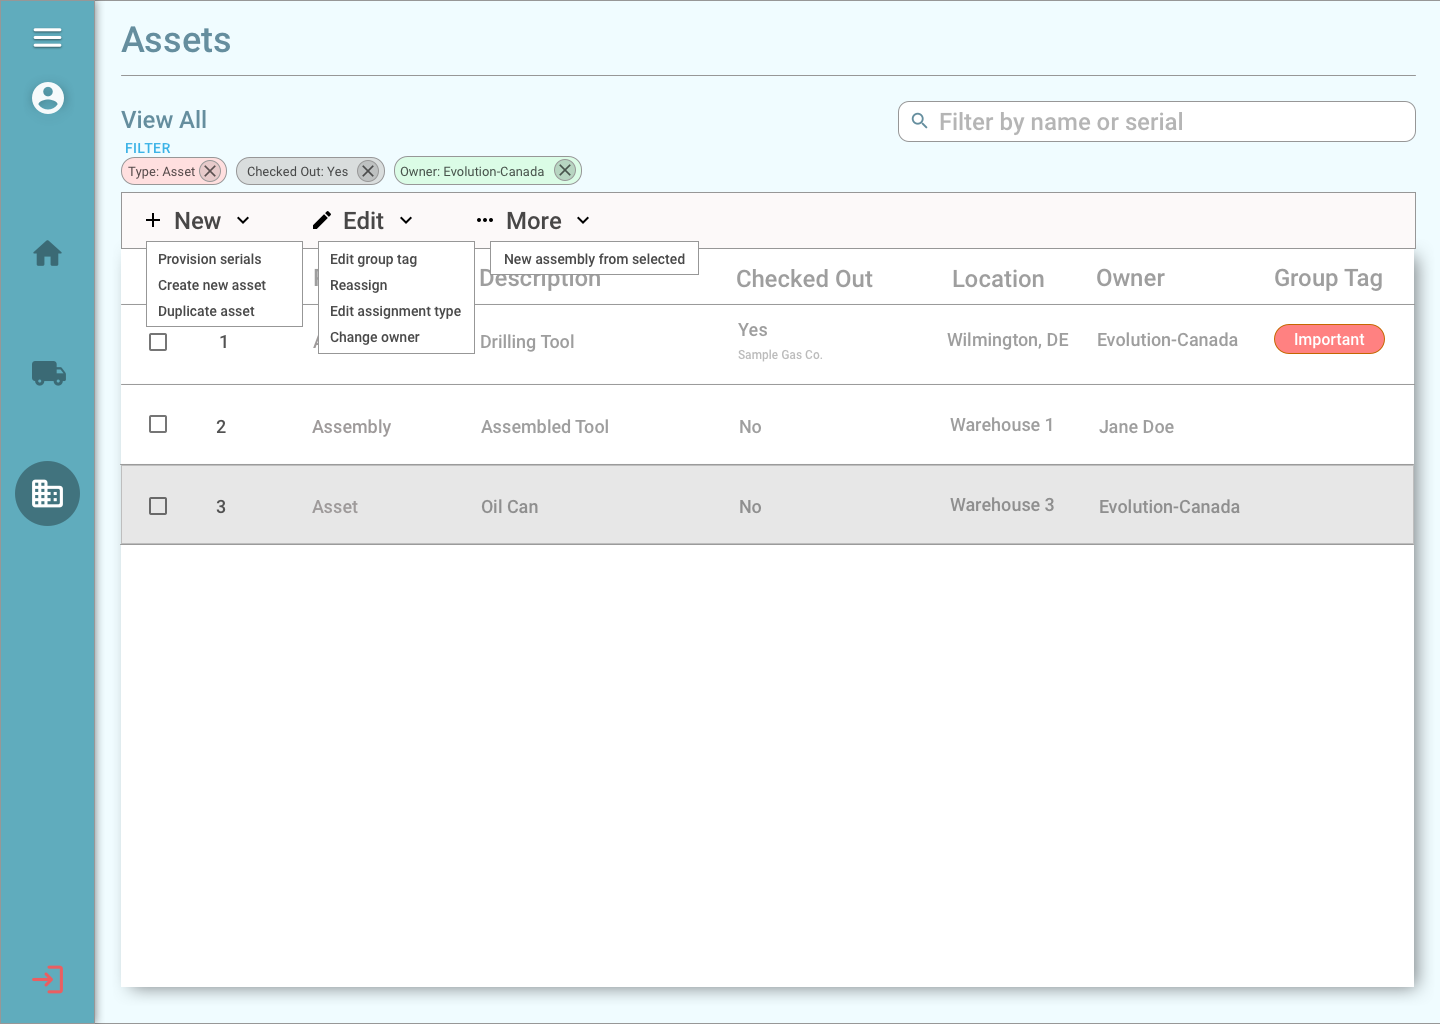 Assets
View All
Filter by name or serial
FILTER
Type: Asset Checked Out: Yes Owner: Evolution-Canada
New Edit More
Provision serials Edit group tag New assembly from selected
Description Checked Out Location Owner Group Tag
Create new asset Reassign
Duplicate asset Edit assignment type
Change owner
1 Drilling Tool Yes Wilmington, DE Evolution-Canada Important
Sample Gas Co.
2 Assembly Assembled Tool No Warehouse 1 Jane Doe
3 Asset Oil Can No Warehouse 3 Evolution-Canada